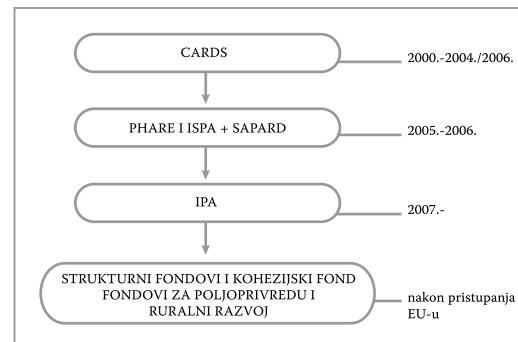 CARDS
2000.-2004./2006.
PHARE I ISPA + SAPARD
2005.-2006.
IPA
2007.-
STRUKTURNI FONDOVI I KOHEZIJSKI FOND
FONDOVI ZA POLJOPRIVREDU I
RURALNI RAZVOJ
nakon pristupanja
EU-u